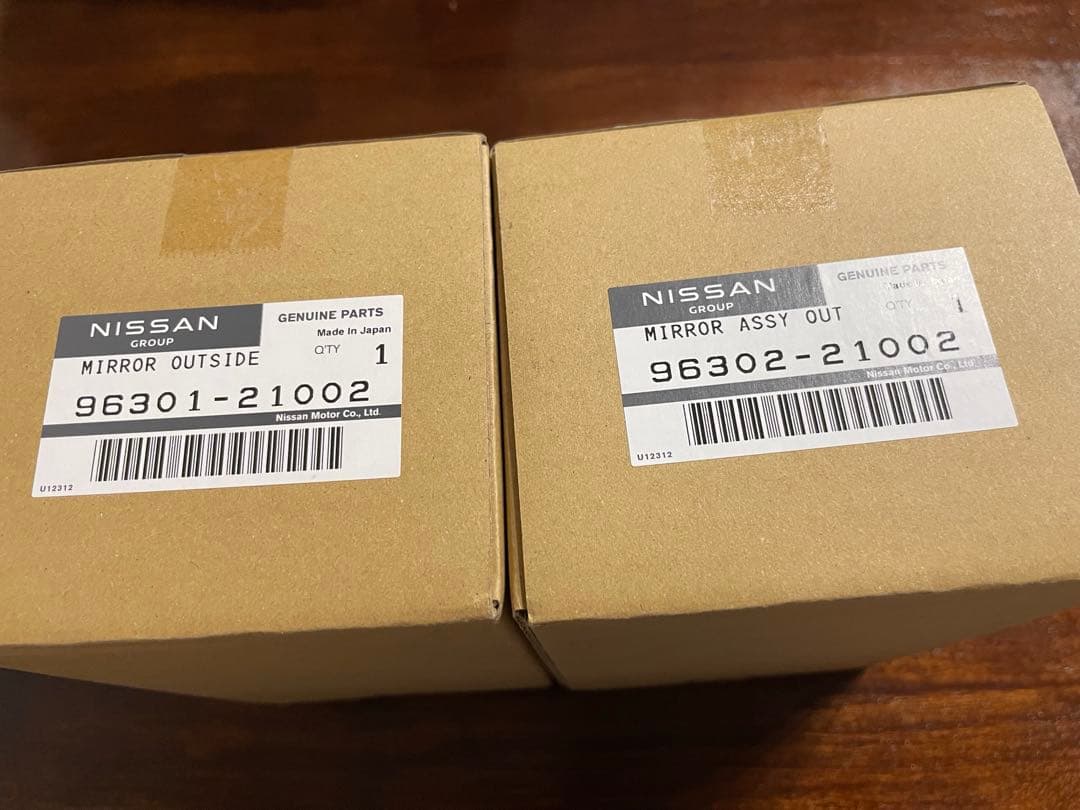 NISSAN
GROUP
GENUINE PARTS
Made In Japan
MIRROR OUTSIDE
Q'TY 1
96301-21002
Nissan Motor Co., Ltd.
U12312
NISSAN
GROUP
GENUINE PARTS
MIRROR ASSY OUT
Q'TY 1
96302-21002
Nissan Motor Co., Ltd.
U12312